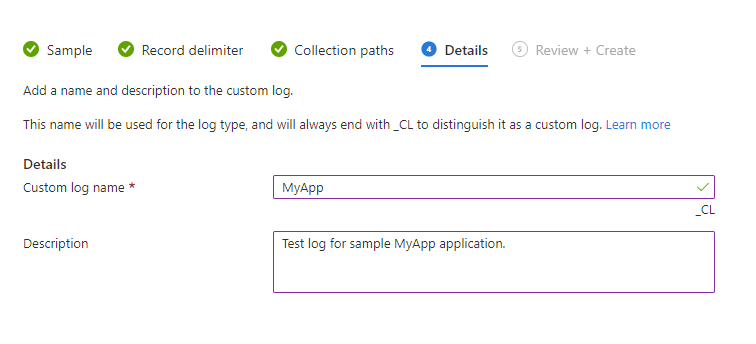 Sample Record delimiter Collection paths 4 Details 5 Review + Create
Add a name and description to the custom log.
This name will be used for the log type, and will always end with _CL to distinguish it as a custom log. Learn more
Details
Custom log name * MyApp
_CL
Description Test log for sample MyApp application.